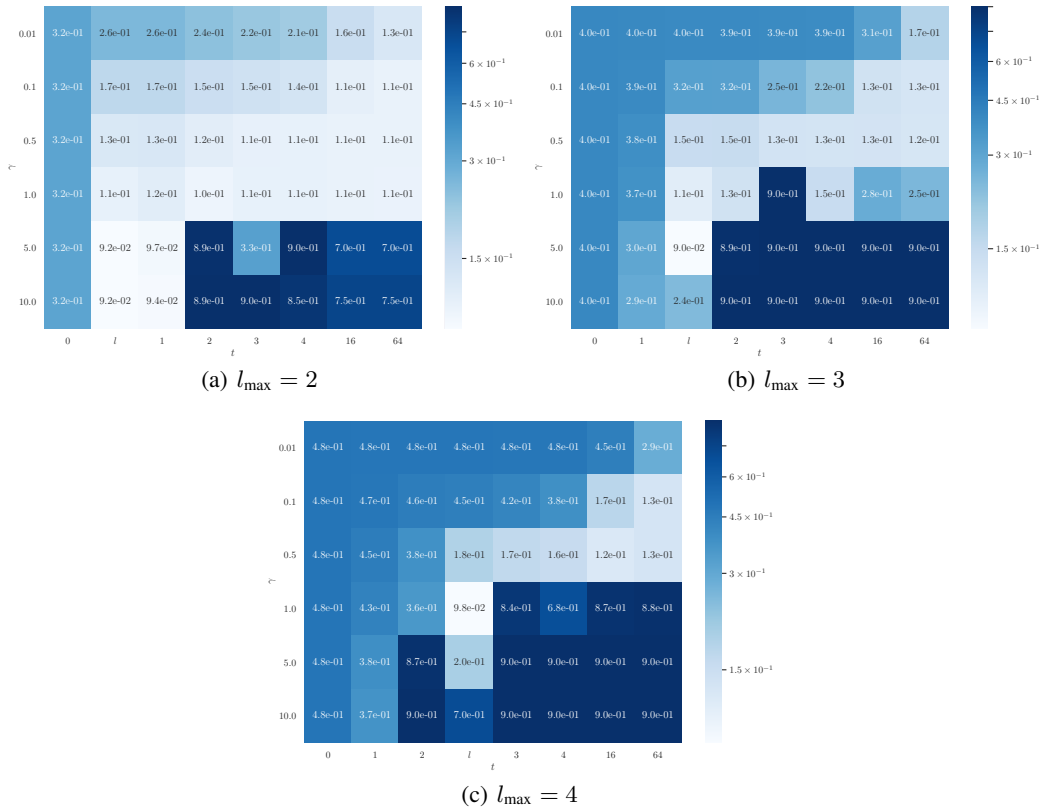 0.01 3.2e-01 2.6e-01 2.6e-01 2.4e-01 2.2e-01 2.1e-01 1.6e-01 1.3e-01
0.1 3.2e-01 1.7e-01 1.7e-01 1.5e-01 1.5e-01 1.4e-01 1.1e-01 1.1e-01
0.5 3.2e-01 1.3e-01 1.3e-01 1.2e-01 1.1e-01 1.1e-01 1.1e-01 1.1e-01
γ
1.0 3.2e-01 1.1e-01 1.2e-01 1.0e-01 1.1e-01 1.1e-01 1.1e-01 1.1e-01
5.0 3.2e-01 9.2e-02 9.7e-02 8.9e-01 3.3e-01 9.0e-01 7.0e-01 7.0e-01
10.0 3.2e-01 9.2e-02 9.4e-02 8.9e-01 9.0e-01 8.5e-01 7.5e-01 7.5e-01
0 l 1 2 3 4 16 64
t
6 × 10⁻¹
4.5 × 10⁻¹
3 × 10⁻¹
1.5 × 10⁻¹
(a) lmax = 2
0.01 4.0e-01 4.0e-01 4.0e-01 3.9e-01 3.9e-01 3.9e-01 3.1e-01 1.7e-01
0.1 4.0e-01 3.9e-01 3.2e-01 3.2e-01 2.5e-01 2.2e-01 1.3e-01 1.3e-01
0.5 4.0e-01 3.8e-01 1.5e-01 1.5e-01 1.3e-01 1.3e-01 1.3e-01 1.2e-01
γ
1.0 4.0e-01 3.7e-01 1.1e-01 1.3e-01 9.0e-01 1.5e-01 2.8e-01 2.5e-01
5.0 4.0e-01 3.0e-01 9.0e-02 8.9e-01 9.0e-01 9.0e-01 9.0e-01 9.0e-01
10.0 4.0e-01 2.9e-01 2.4e-01 9.0e-01 9.0e-01 9.0e-01 9.0e-01 9.0e-01
0 1 l 2 3 4 16 64
t
6 × 10⁻¹
4.5 × 10⁻¹
3 × 10⁻¹
1.5 × 10⁻¹
(b) lmax = 3
0.01 4.8e-01 4.8e-01 4.8e-01 4.8e-01 4.8e-01 4.8e-01 4.5e-01 2.9e-01
0.1 4.8e-01 4.7e-01 4.6e-01 4.5e-01 4.2e-01 3.8e-01 1.7e-01 1.3e-01
0.5 4.8e-01 4.5e-01 3.8e-01 1.8e-01 1.7e-01 1.6e-01 1.2e-01 1.3e-01
γ
1.0 4.8e-01 4.3e-01 3.6e-01 9.8e-02 8.4e-01 6.8e-01 8.7e-01 8.8e-01
5.0 4.8e-01 3.8e-01 8.7e-01 2.0e-01 9.0e-01 9.0e-01 9.0e-01 9.0e-01
10.0 4.8e-01 3.7e-01 9.0e-01 7.0e-01 9.0e-01 9.0e-01 9.0e-01 9.0e-01
0 1 2 l 3 4 16 64
t
6 × 10⁻¹
4.5 × 10⁻¹
3 × 10⁻¹
1.5 × 10⁻¹
(c) lmax = 4